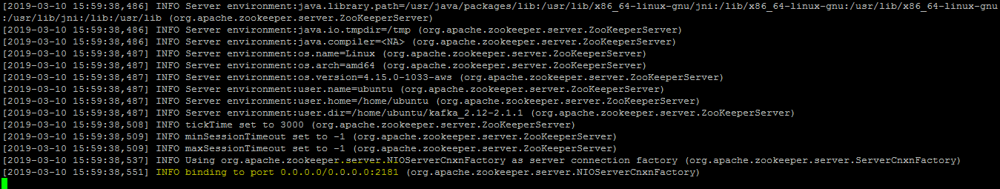 [2019-03-10 15:59:38,486] INFO Server environment:java.library.path=/usr/java/packages/lib:/usr/lib/x86_64-linux-gnu/jni:/lib/x86_64-linux-gnu:/usr/lib/x86_64-linux-gnu
:/usr/lib/jni:/lib:/usr/lib (org.apache.zookeeper.server.ZooKeeperServer)
[2019-03-10 15:59:38,486] INFO Server environment:java.io.tmpdir=/tmp (org.apache.zookeeper.server.ZooKeeperServer)
[2019-03-10 15:59:38,486] INFO Server environment:java.compiler=<NA> (org.apache.zookeeper.server.ZooKeeperServer)
[2019-03-10 15:59:38,487] INFO Server environment:os.name=Linux (org.apache.zookeeper.server.ZooKeeperServer)
[2019-03-10 15:59:38,487] INFO Server environment:os.arch=amd64 (org.apache.zookeeper.server.ZooKeeperServer)
[2019-03-10 15:59:38,487] INFO Server environment:os.version=4.15.0-1033-aws (org.apache.zookeeper.server.ZooKeeperServer)
[2019-03-10 15:59:38,487] INFO Server environment:user.name=ubuntu (org.apache.zookeeper.server.ZooKeeperServer)
[2019-03-10 15:59:38,487] INFO Server environment:user.home=/home/ubuntu (org.apache.zookeeper.server.ZooKeeperServer)
[2019-03-10 15:59:38,487] INFO Server environment:user.dir=/home/ubuntu/kafka_2.12-2.1.1 (org.apache.zookeeper.server.ZooKeeperServer)
[2019-03-10 15:59:38,508] INFO tickTime set to 3000 (org.apache.zookeeper.server.ZooKeeperServer)
[2019-03-10 15:59:38,509] INFO minSessionTimeout set to -1 (org.apache.zookeeper.server.ZooKeeperServer)
[2019-03-10 15:59:38,509] INFO maxSessionTimeout set to -1 (org.apache.zookeeper.server.ZooKeeperServer)
[2019-03-10 15:59:38,537] INFO Using org.apache.zookeeper.server.NIOServerCnxnFactory as server connection factory (org.apache.zookeeper.server.ServerCnxnFactory)
[2019-03-10 15:59:38,551] INFO binding to port 0.0.0.0/0.0.0.0:2181 (org.apache.zookeeper.server.NIOServerCnxnFactory)